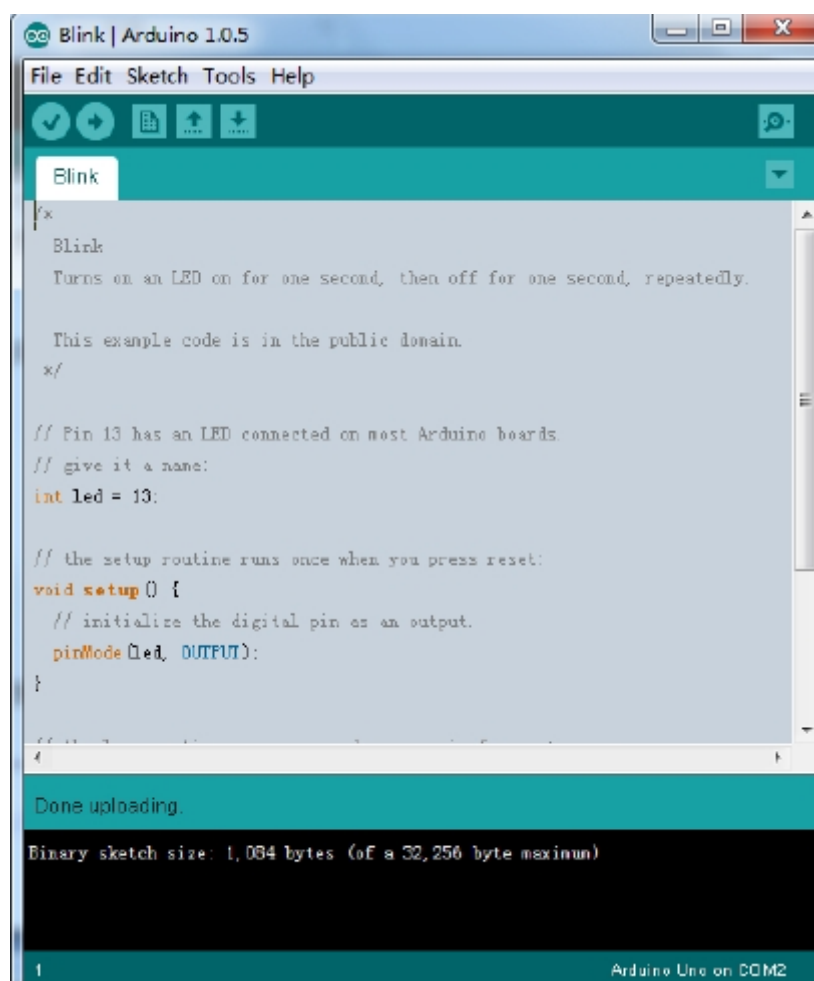 Blink | Arduino 1.0.5
File Edit Sketch Tools Help
Blink
/*
Blink
Turns on an LED on for one second, then off for one second, repeatedly.
This example code is in the public domain.
*/
// Pin 13 has an LED connected on most Arduino boards.
// give it a name:
int led = 13;
// the setup routine runs once when you press reset:
void setup() {
// initialize the digital pin as an output.
pinMode(led, OUTPUT);
}
Done uploading.
Binary sketch size: 1,084 bytes (of a 32,256 byte maximum)
1
Arduino Uno on COM2